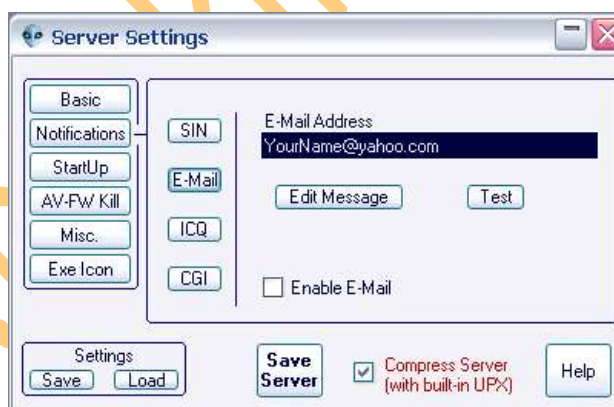 Server Settings
Basic
Notifications
StartUp
AV-FW Kill
Misc.
Exe Icon
SIN
E-Mail
ICQ
CGI
E-Mail Address
YourName@yahoo.com
Edit Message
Test
Enable E-Mail
Settings
Save
Load
Save
Server
Compress Server
(with built-in UPX)
Help